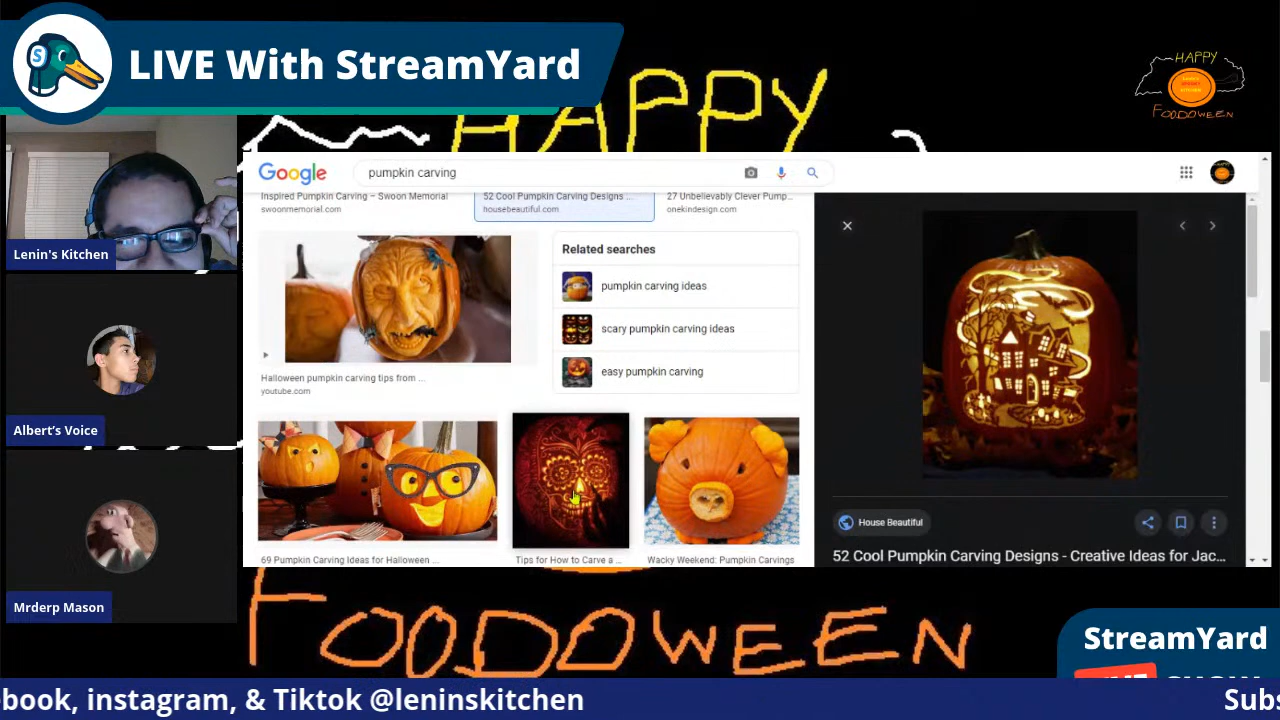 LIVE With StreamYard
S
HAPPY
HAPPY
FOODOWEEN
Lenin's Kitchen
Albert’s Voice
Mrderp Mason
Google
pumpkin carving
Inspired Pumpkin Carving – Swoon Memorial
swoonmemorial.com
52 Cool Pumpkin Carving Designs ...
housebeautiful.com
27 Unbelievably Clever Pump...
onekindesign.com
Related searches
pumpkin carving ideas
scary pumpkin carving ideas
easy pumpkin carving
Halloween pumpkin carving tips from ...
youtube.com
69 Pumpkin Carving Ideas for Halloween ...
Tips for How to Carve a ...
Wacky Weekend: Pumpkin Carvings
House Beautiful
52 Cool Pumpkin Carving Designs - Creative Ideas for Jac...
FOODOWEEN
StreamYard
book, instagram, & Tiktok @leninskitchen
Subs